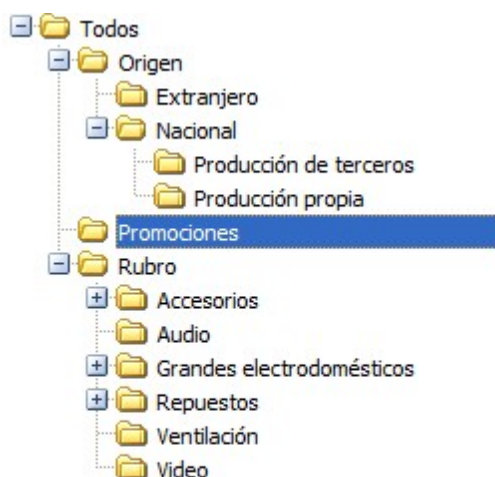 Todos
Origen
Extranjero
Nacional
Producción de terceros
Producción propia
Promociones
Rubro
Accesorios
Audio
Grandes electrodomésticos
Repuestos
Ventilación
Video